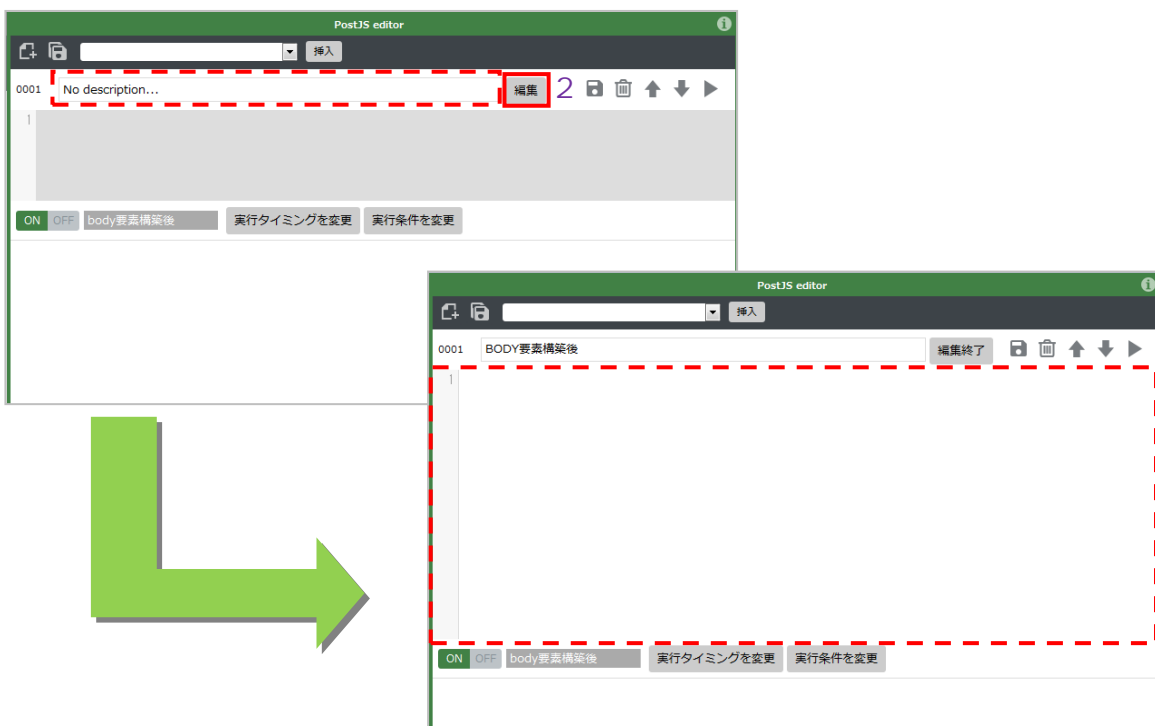 PostJS editor
挿入
0001 No description... 編集 2
1
ON OFF body要素構築後 実行タイミングを変更 実行条件を変更
PostJS editor
挿入
0001 BODY要素構築後 編集終了
1
ON OFF body要素構築後 実行タイミングを変更 実行条件を変更